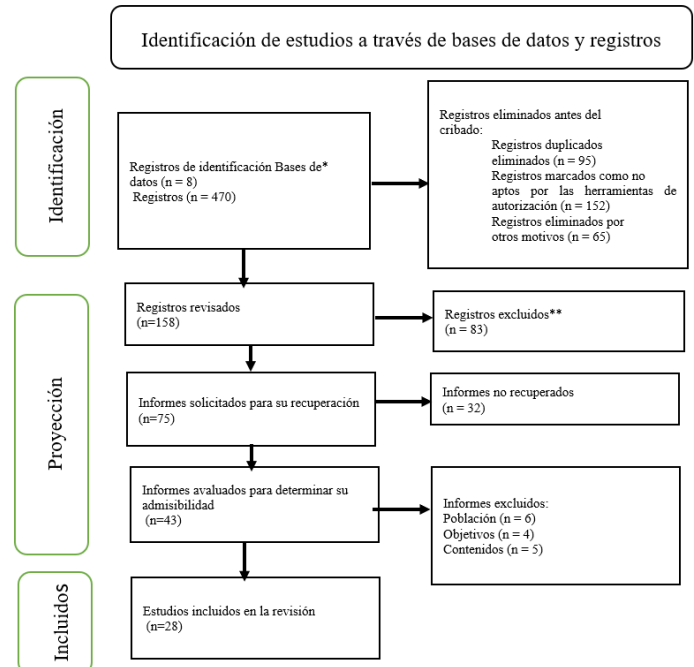 Identificación de estudios a través de bases de datos y registros
Identificación
Registros de identificación Bases de*
datos (n = 8)
Registros (n = 470)
Registros eliminados antes del
cribado:
Registros duplicados
eliminados (n = 95)
Registros marcados como no
aptos por las herramientas de
autorización (n = 152)
Registros eliminados por
otros motivos (n = 65)
Proyección
Registros revisados
(n=158)
Registros excluidos**
(n = 83)
Informes solicitados para su recuperación
(n=75)
Informes no recuperados
(n = 32)
Informes evaluados para determinar su
admisibilidad
(n=43)
Informes excluidos:
Población (n = 6)
Objetivos (n = 4)
Contenidos (n = 5)
Incluidos
Estudios incluidos en la revisión
(n=28)